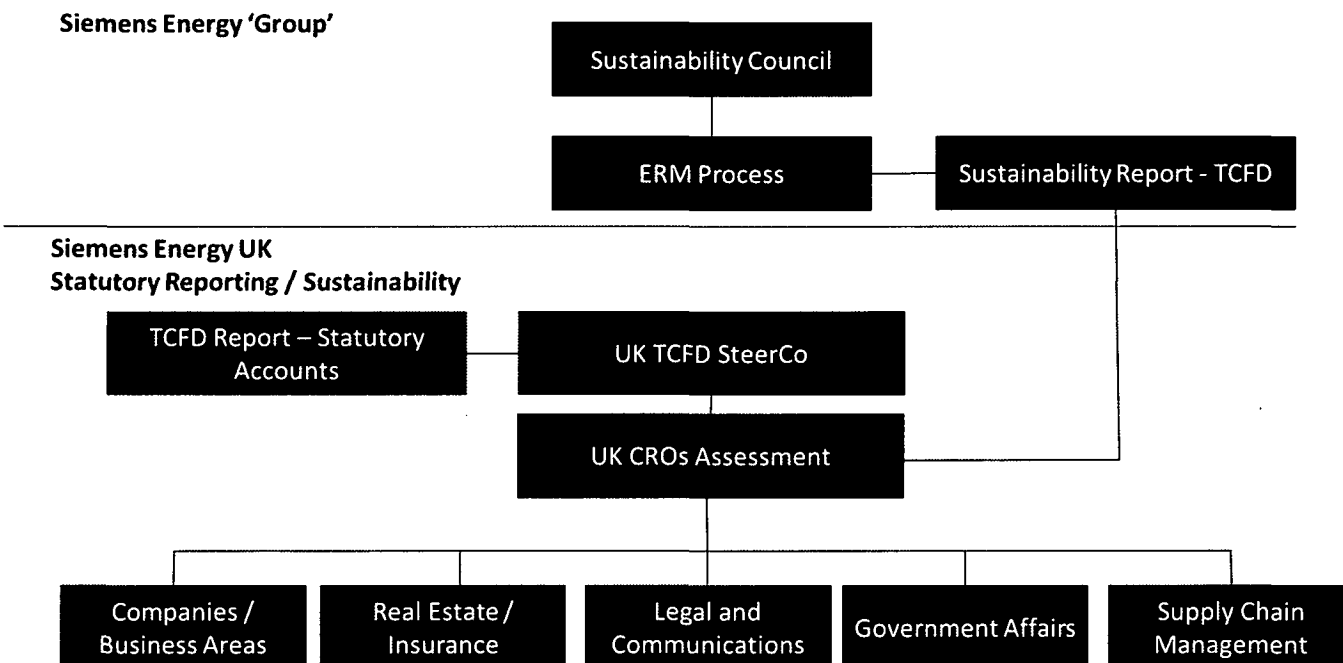 Siemens Energy ‘Group’
Sustainability Council
ERM Process
Sustainability Report - TCFD
Siemens Energy UK
Statutory Reporting / Sustainability
TCFD Report – Statutory
Accounts
UK TCFD SteerCo
UK CROs Assessment
Companies /
Business Areas
Real Estate /
Insurance
Legal and
Communications
Government Affairs
Supply Chain
Management